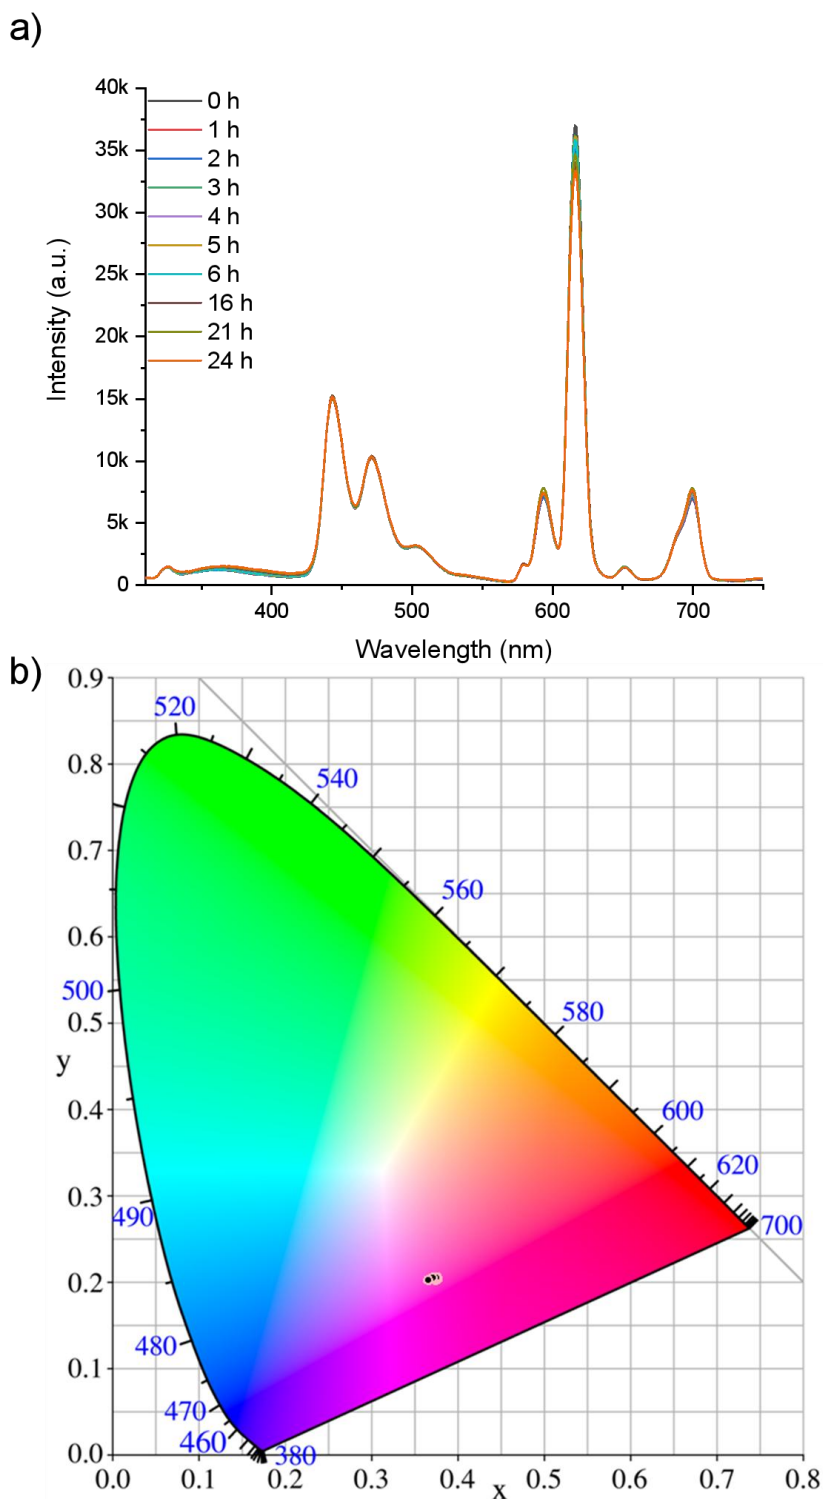 a)
40k
35k
30k
25k
20k
15k
10k
5k
0
Intensity (a.u.)
0 h
1 h
2 h
3 h
4 h
5 h
6 h
16 h
21 h
24 h
400 500 600 700
Wavelength (nm)
b)
0.9
0.8
0.7
0.6
0.5
0.4
0.3
0.2
0.1
0.0
y
520
540
560
500
580
600
620
490
700
480
470
460
380
0.0 0.1 0.2 0.3 0.4 0.5 0.6 0.7 0.8
x